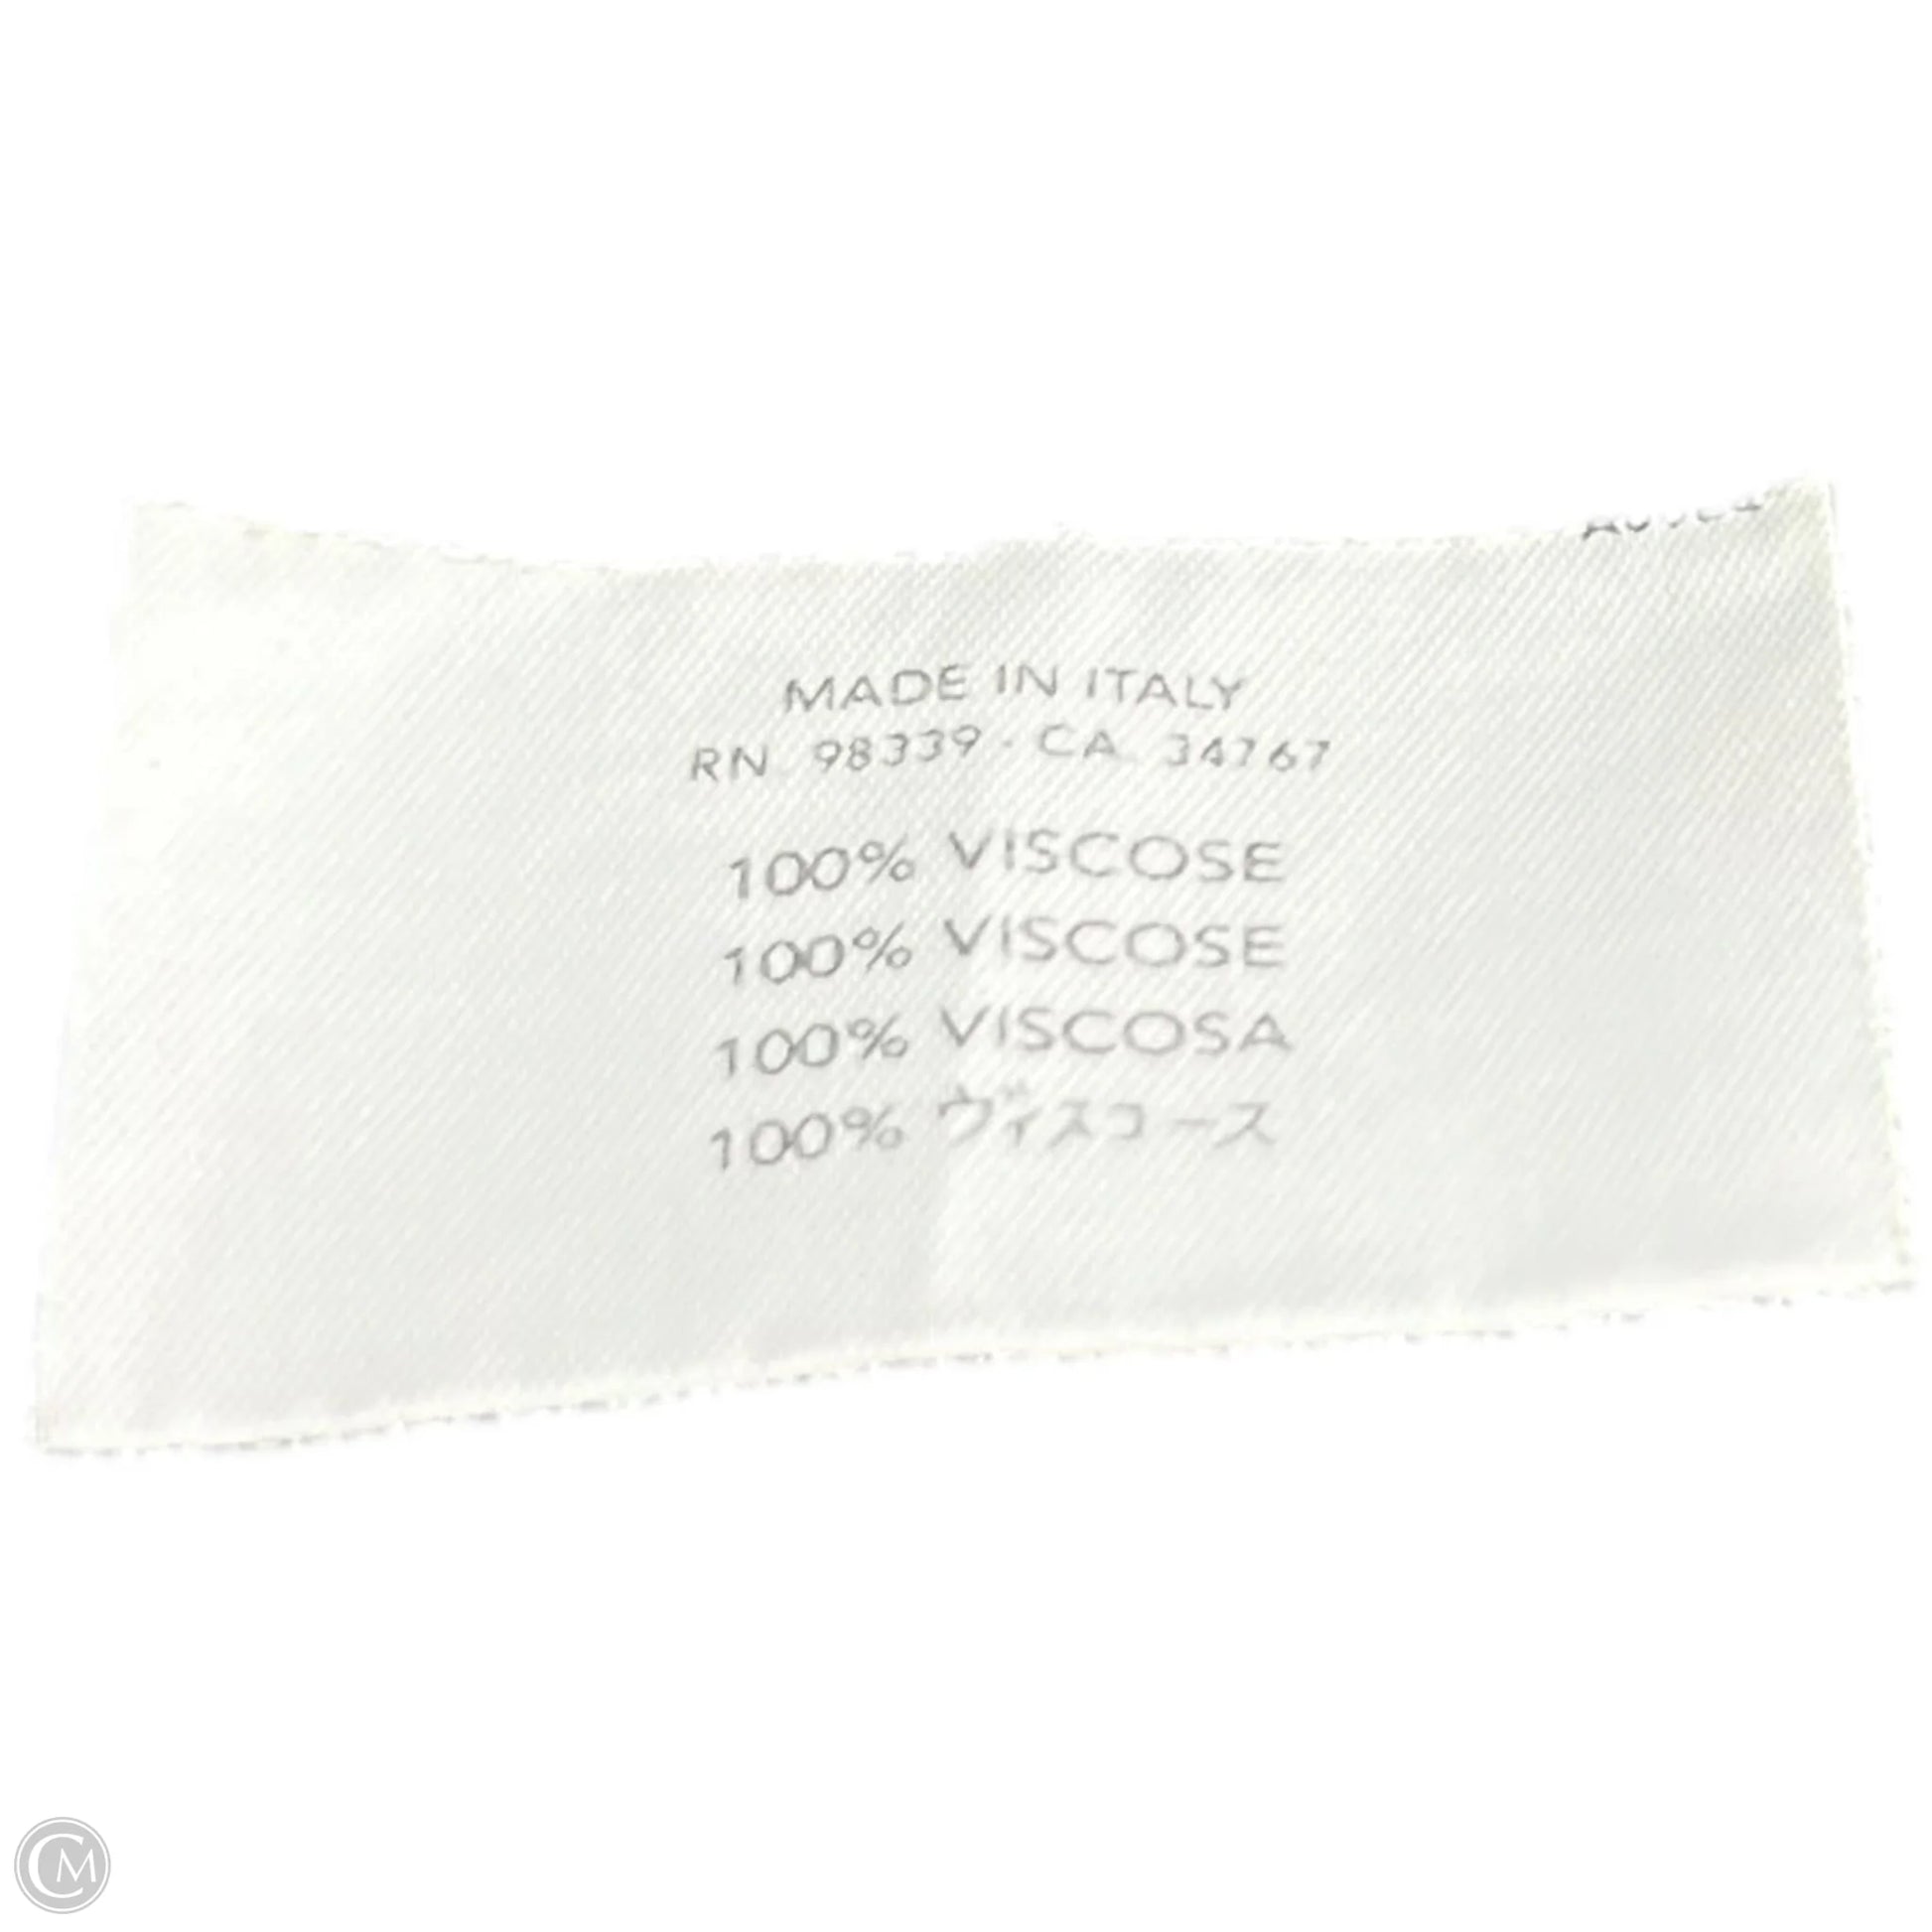 MADE IN ITALY
RN 98339 · CA 34767
100% VISCOSE
100% VISCOSE
100% VISCOSA
100% ヴィスコース
CM